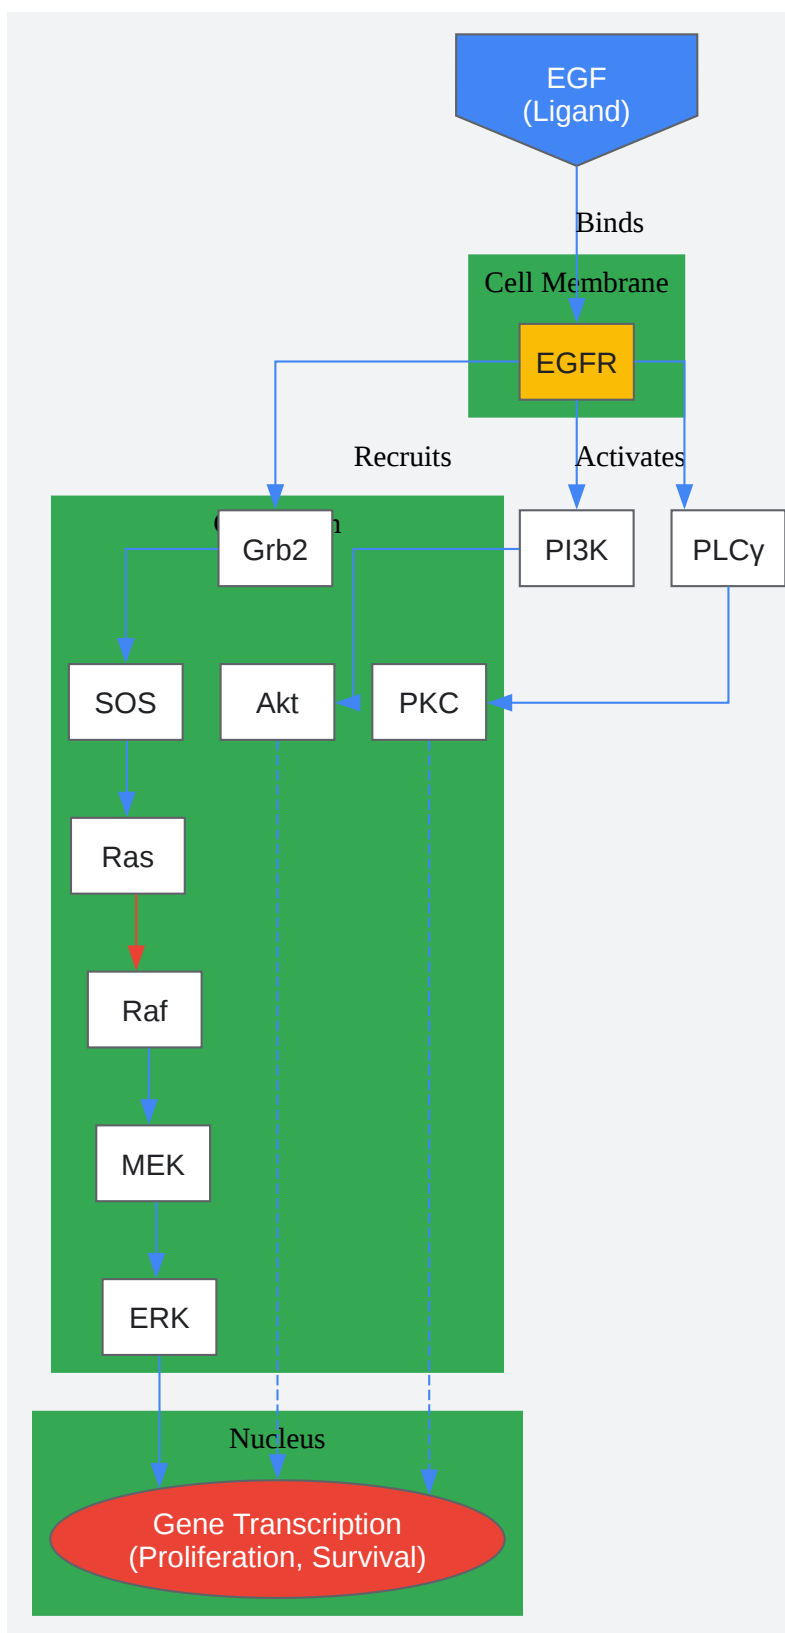 EGF
(Ligand)
Binds
Cell Membrane
EGFR
Recruits
Activates
Grb2
PI3K
PLCγ
SOS
Akt
PKC
Ras
Raf
MEK
ERK
Nucleus
Gene Transcription
(Proliferation, Survival)